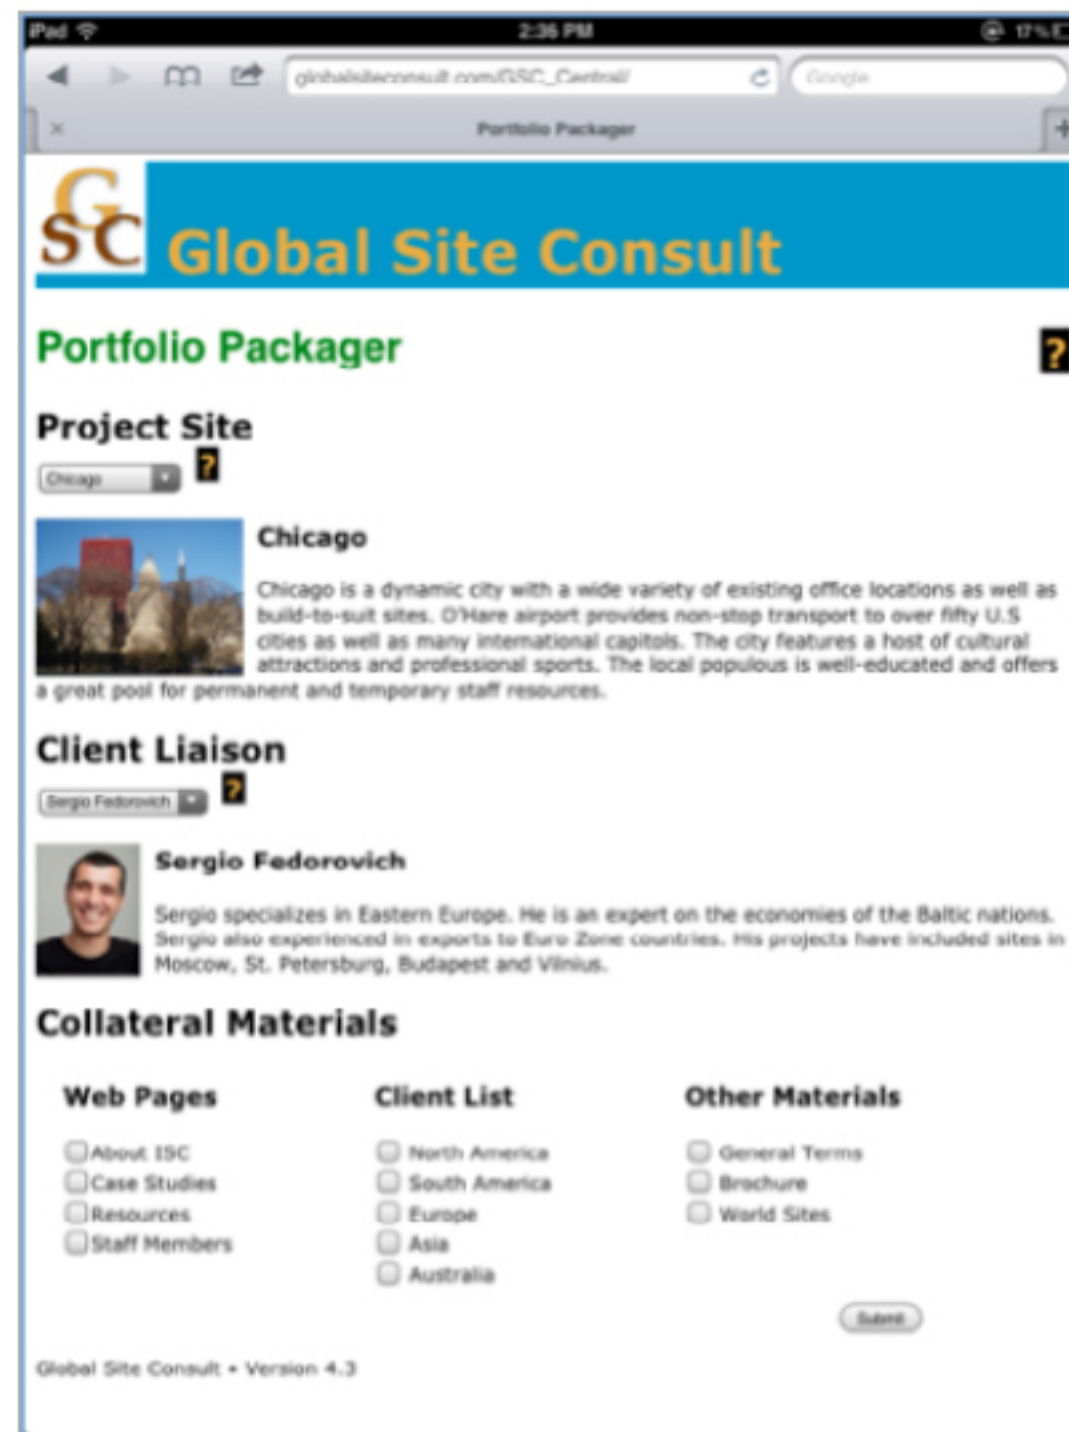 iPad 2:36 PM 17%
globalsiteconsult.com/GSC_Central/ Google
Portfolio Packager
GSC Global Site Consult
Portfolio Packager ?
Project Site
Chicago ?
Chicago
Chicago is a dynamic city with a wide variety of existing office locations as well as
build-to-suit sites. O'Hare airport provides non-stop transport to over fifty U.S
cities as well as many international capitols. The city features a host of cultural
attractions and professional sports. The local populous is well-educated and offers
a great pool for permanent and temporary staff resources.
Client Liaison
Sergio Fedorovich ?
Sergio Fedorovich
Sergio specializes in Eastern Europe. He is an expert on the economies of the Baltic nations.
Sergio also experienced in exports to Euro Zone countries. His projects have included sites in
Moscow, St. Petersburg, Budapest and Vilnius.
Collateral Materials
Web Pages Client List Other Materials
About ISC North America General Terms
Case Studies South America Brochure
Resources Europe World Sites
Staff Members Asia
Australia
Submit
Global Site Consult • Version 4.3